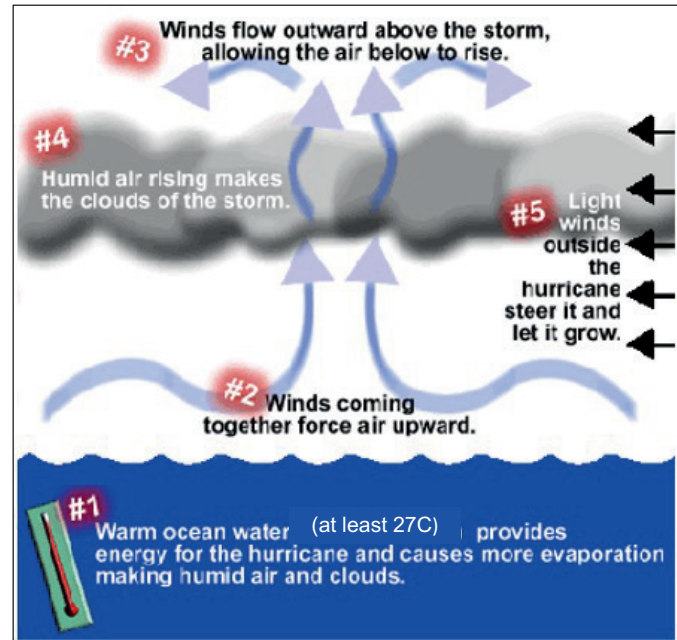 #3
Winds flow outward above the storm,
allowing the air below to rise.
#4
Humid air rising makes
the clouds of the storm.
#5
Light
winds
outside
the
hurricane
steer it and
let it grow.
#2
Winds coming
together force air upward.
#1
Warm ocean water (at least 27C) provides
energy for the hurricane and causes more evaporation
making humid air and clouds.